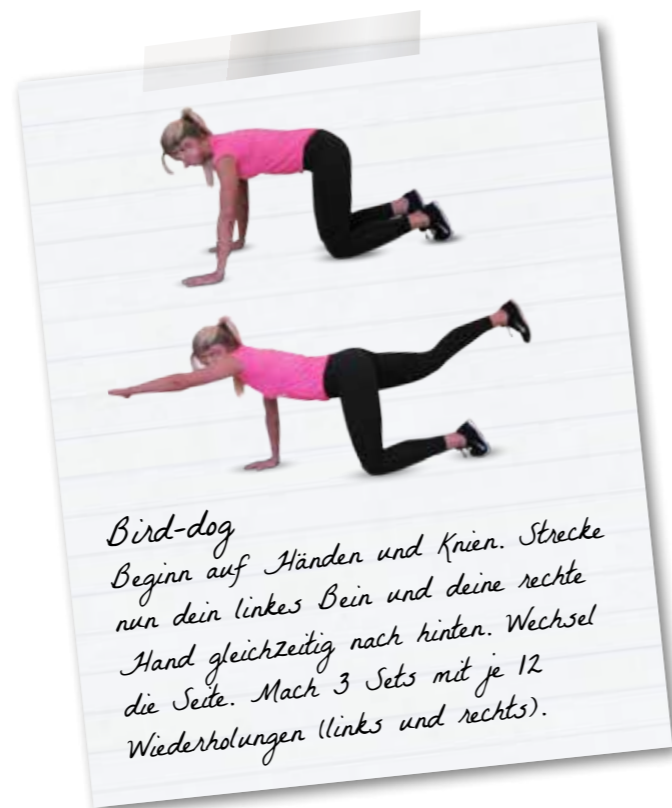 Bird-dog
Beginn auf Händen und Knien. Strecke
nun dein linkes Bein und deine rechte
Hand gleichzeitig nach hinten. Wechsel
die Seite. Mach 3 Sets mit je 12
Wiederholungen (links und rechts).